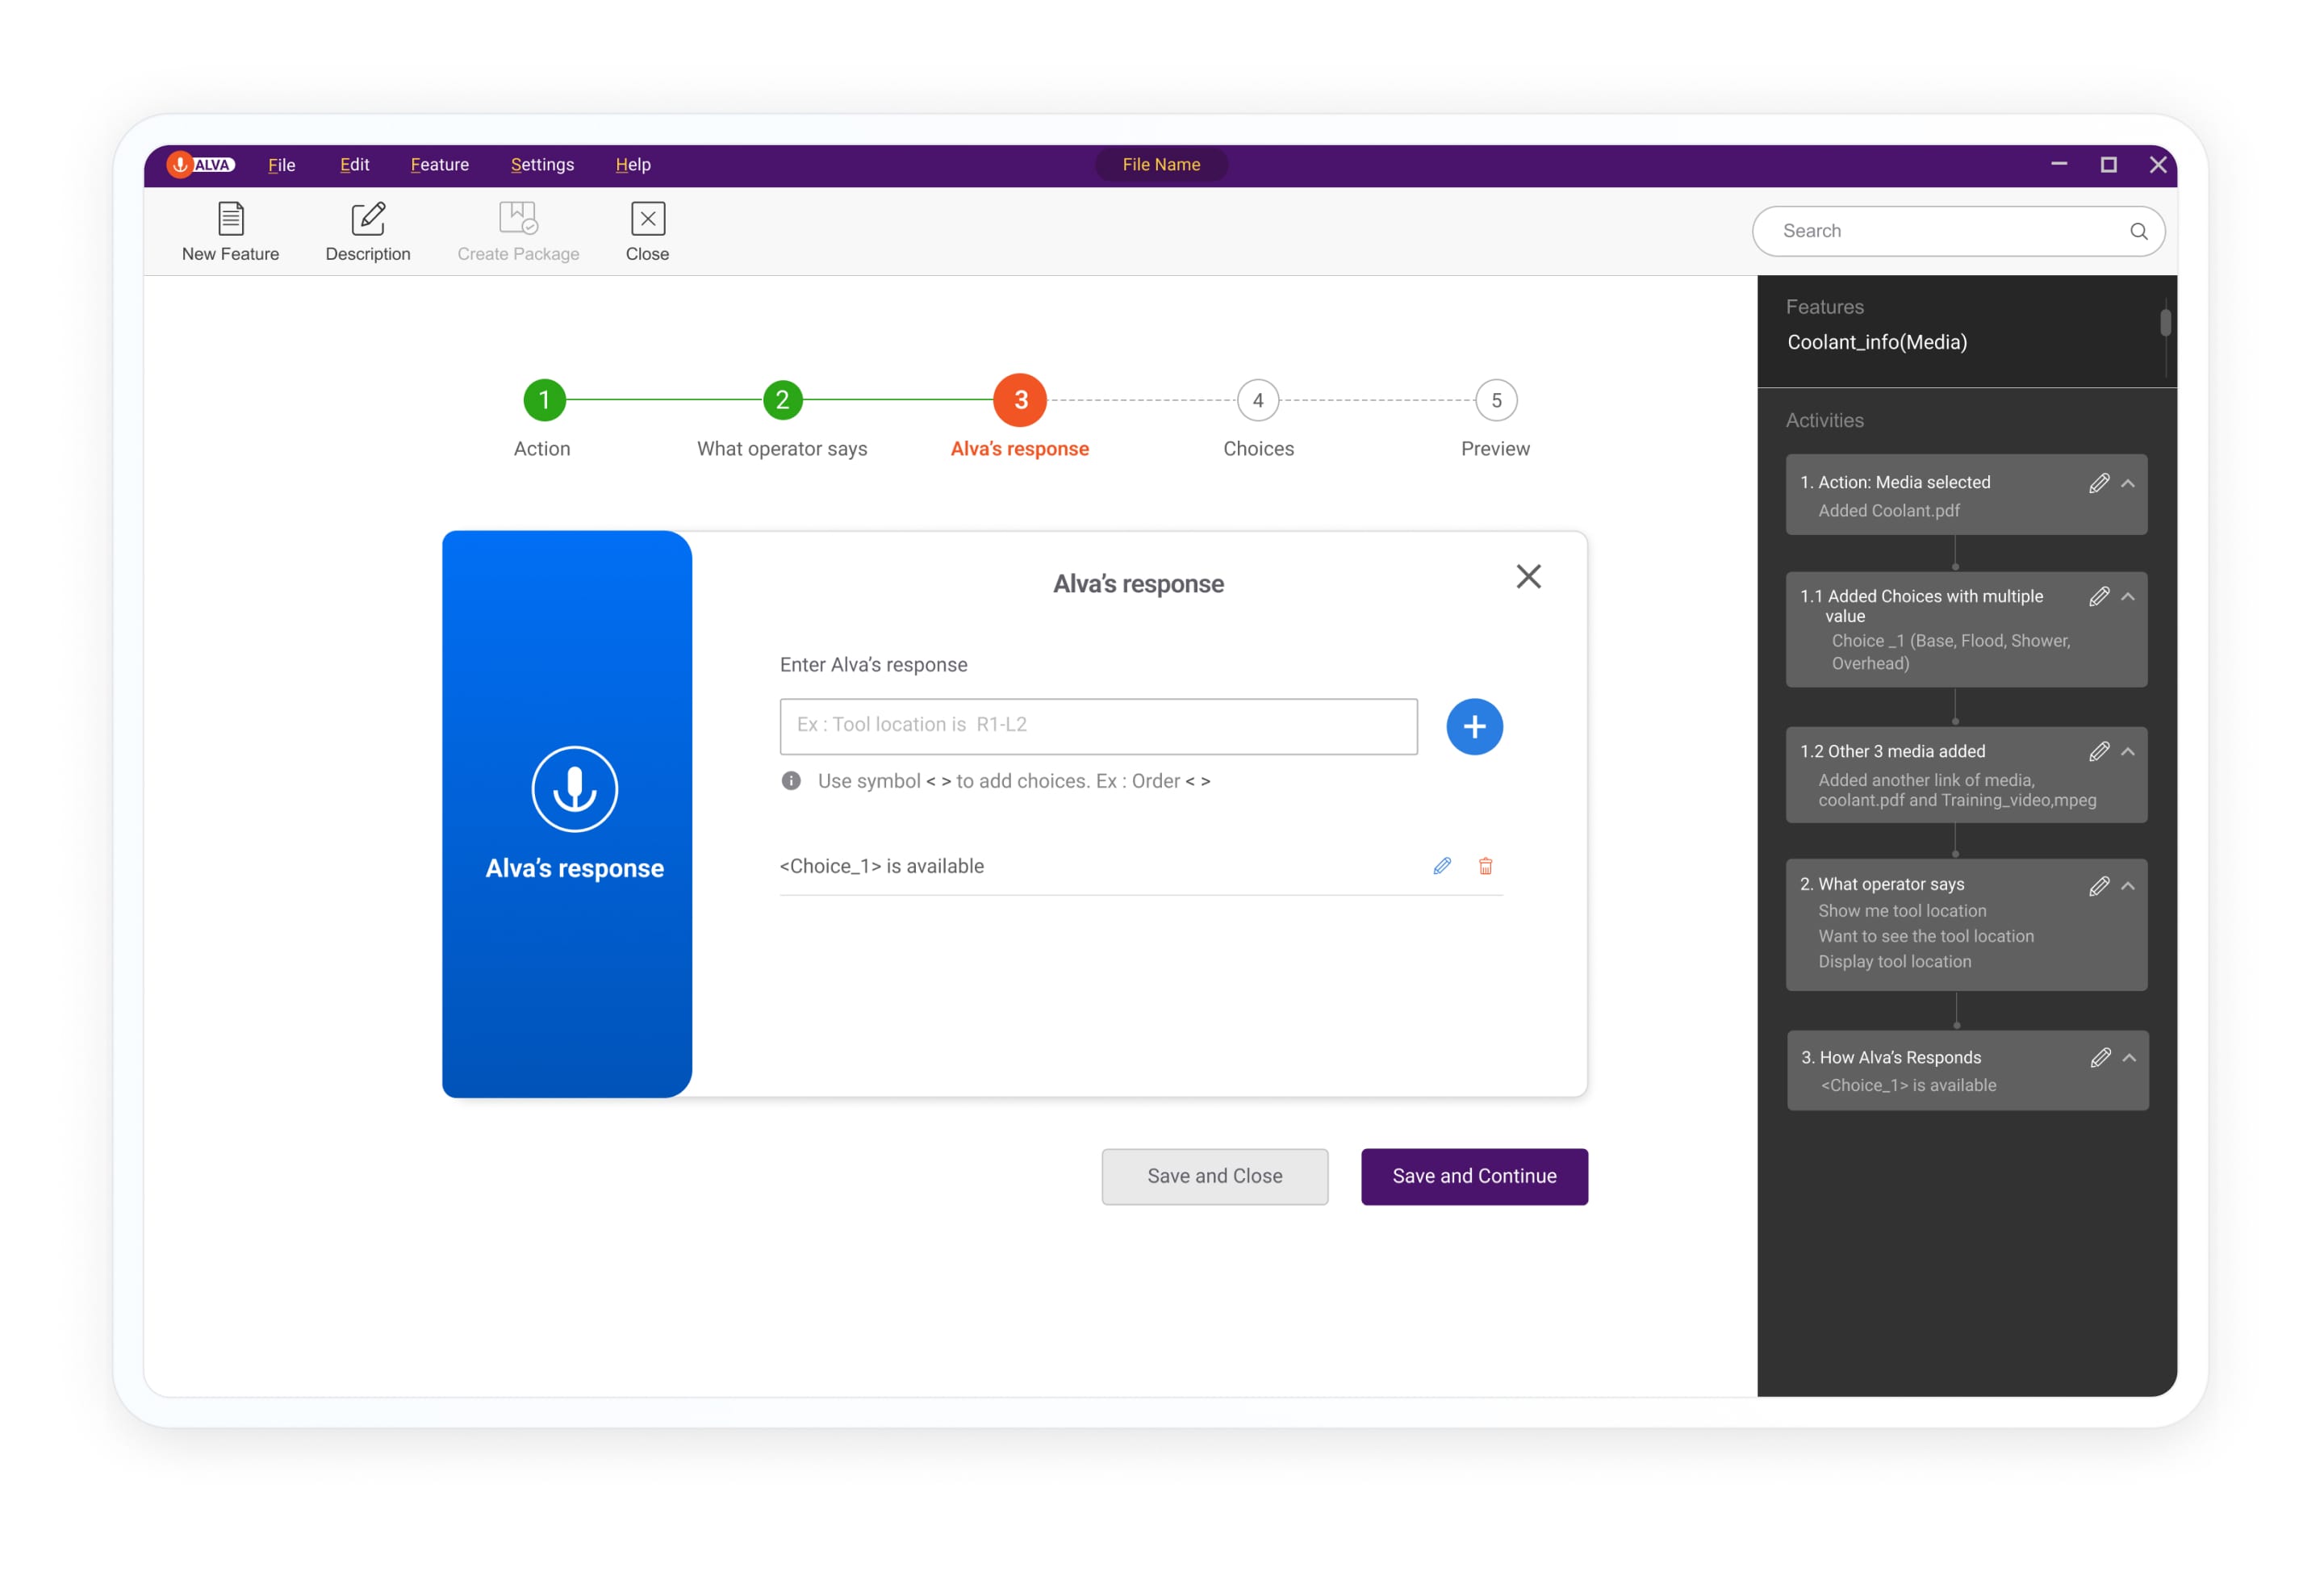 ALVA File Edit Feature Settings Help File Name
New Feature Description Create Package Close Search
1 2 3 4 5
Action What operator says Alva's response Choices Preview
Alva's response
Alva's response
Enter Alva's response
Ex : Tool location is R1-L2
Use symbol < > to add choices. Ex : Order < >
<Choice_1> is available
Save and Close Save and Continue
Features
Coolant_info(Media)
Activities
1. Action: Media selected
Added Coolant.pdf
1.1 Added Choices with multiple
value
Choice _1 (Base, Flood, Shower,
Overhead)
1.2 Other 3 media added
Added another link of media,
coolant.pdf and Training_video,mpeg
2. What operator says
Show me tool location
Want to see the tool location
Display tool location
3. How Alva's Responds
<Choice_1> is available